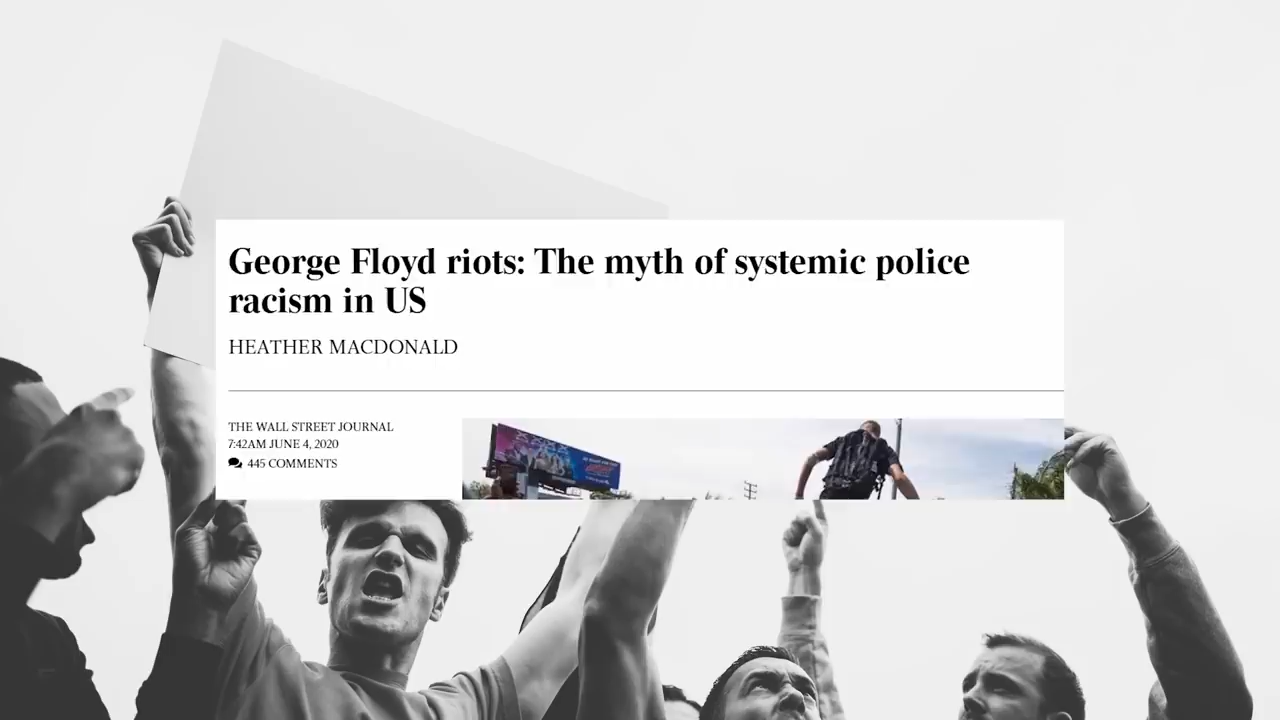 George Floyd riots: The myth of systemic police
racism in US
HEATHER MACDONALD
THE WALL STREET JOURNAL
7:42AM JUNE 4, 2020
445 COMMENTS